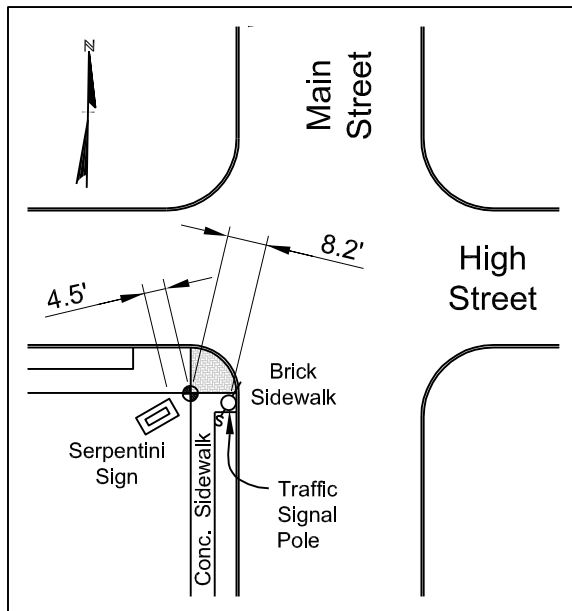 N
Main
Street
8.2'
4.5'
High
Street
Brick
Sidewalk
Serpentini
Sign
Conc. Sidewalk
Traffic
Signal
Pole